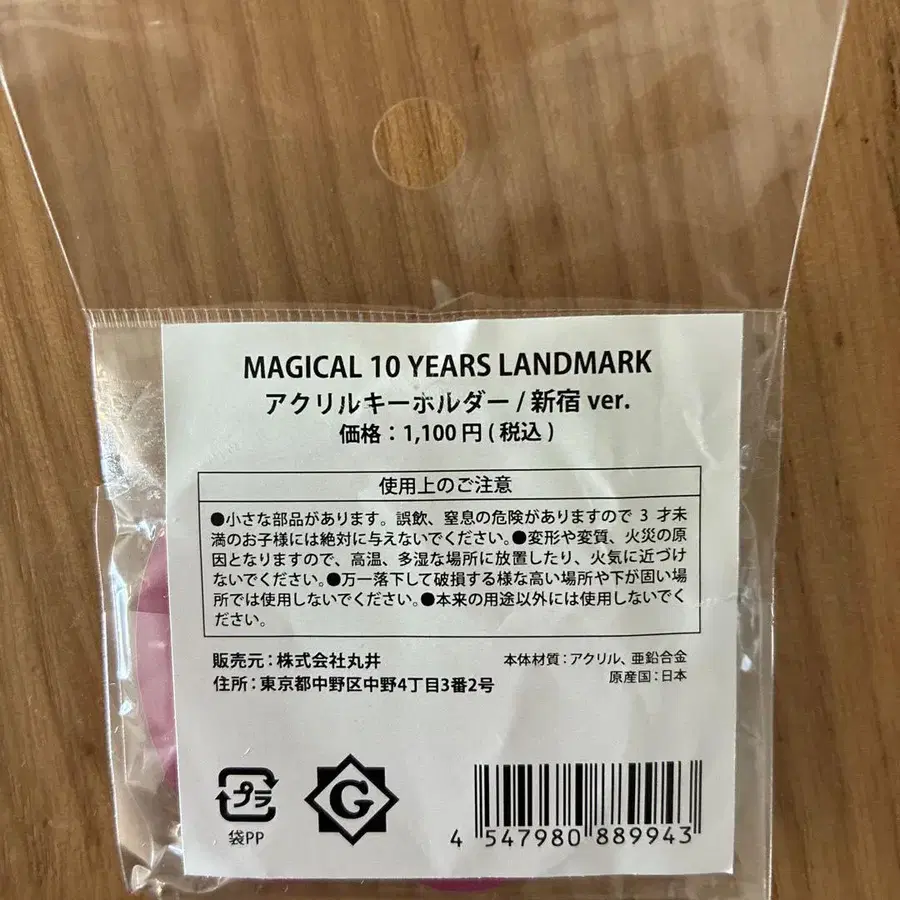 MAGICAL 10 YEARS LANDMARK
アクリルキーホルダー / 新宿 ver.
価格：1,100 円 ( 税込 )
使用上のご注意
●小さな部品があります。誤飲、窒息の危険がありますので 3 才未
満のお子様には絶対に与えないでください。●変形や変質、火災の原
因となりますので、高温、多湿な場所に放置したり、火気に近づけ
ないでください。●万一落下して破損する様な高い場所や下が固い場
所では使用しないでください。●本来の用途以外には使用しないでく
ださい。
販売元：株式会社丸井
住所：東京都中野区中野4丁目3番2号
本体材質：アクリル、亜鉛合金
原産国：日本
プラ
袋PP
G
4 547980 889943